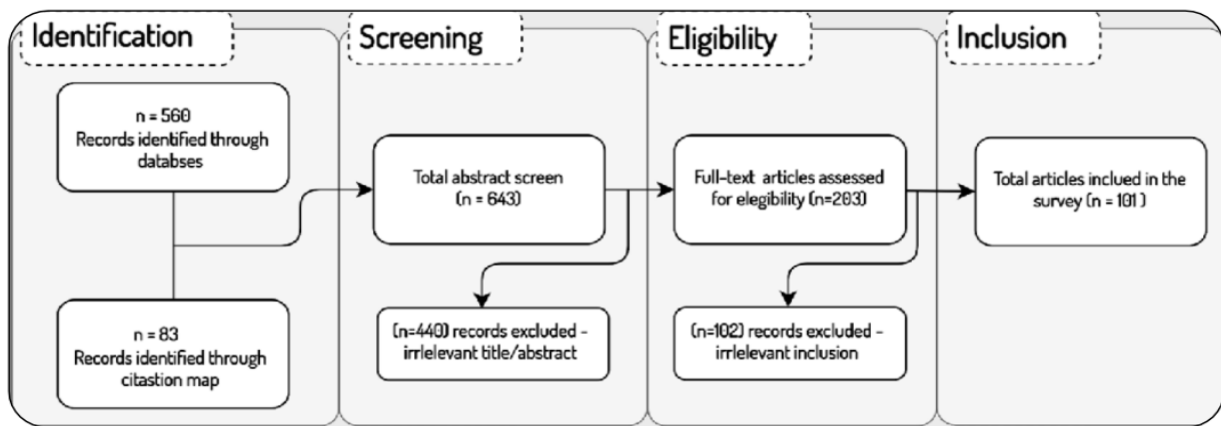 Identification
n = 560
Records identified through
databses
n = 83
Records identified through
citastion map
Screening
Total abstract screen
(n = 643)
(n=440) records excluded -
irrlelevant title/abstract
Eligibility
Full-text articles assessed
for elegibility (n=203)
(n=102) records excluded -
irrlelevant inclusion
Inclusion
Total articles inclued in the
survey (n = 101 )